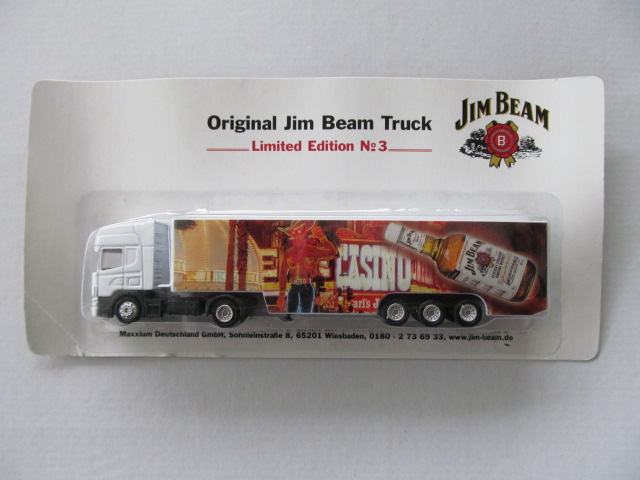 Original Jim Beam Truck
Limited Edition №3
JIM BEAM
B
CASINO
JIM BEAM
Maxxium Deutschland GmbH, Söhnleinstraße 8, 65201 Wiesbaden, 0180 - 2 73 69 33, www.jim-beam.de